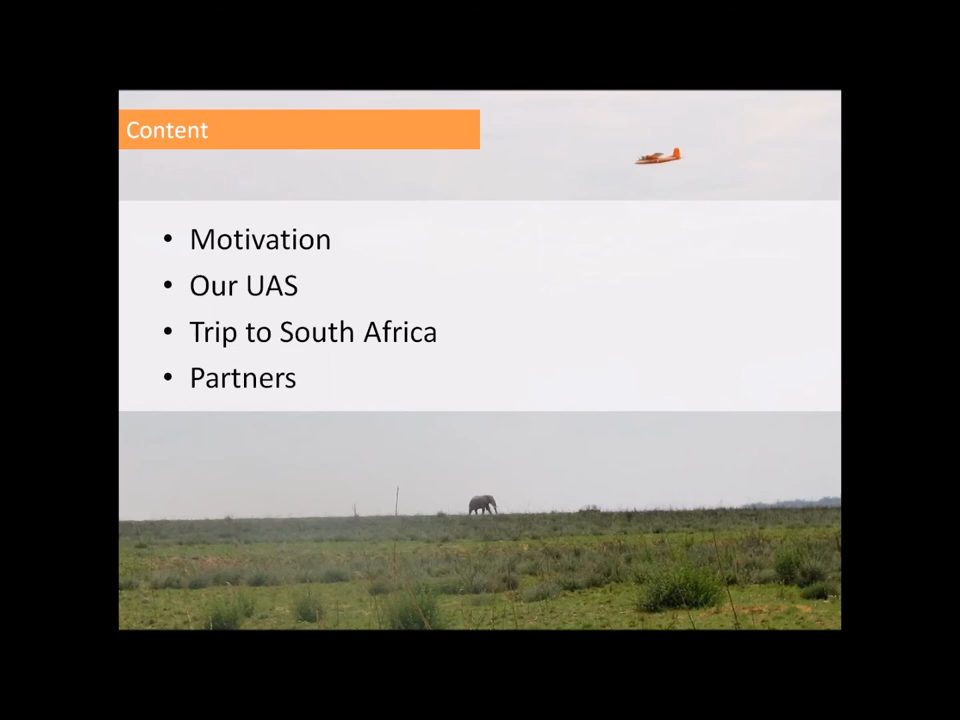 Content
• Motivation
• Our UAS
• Trip to South Africa
• Partners